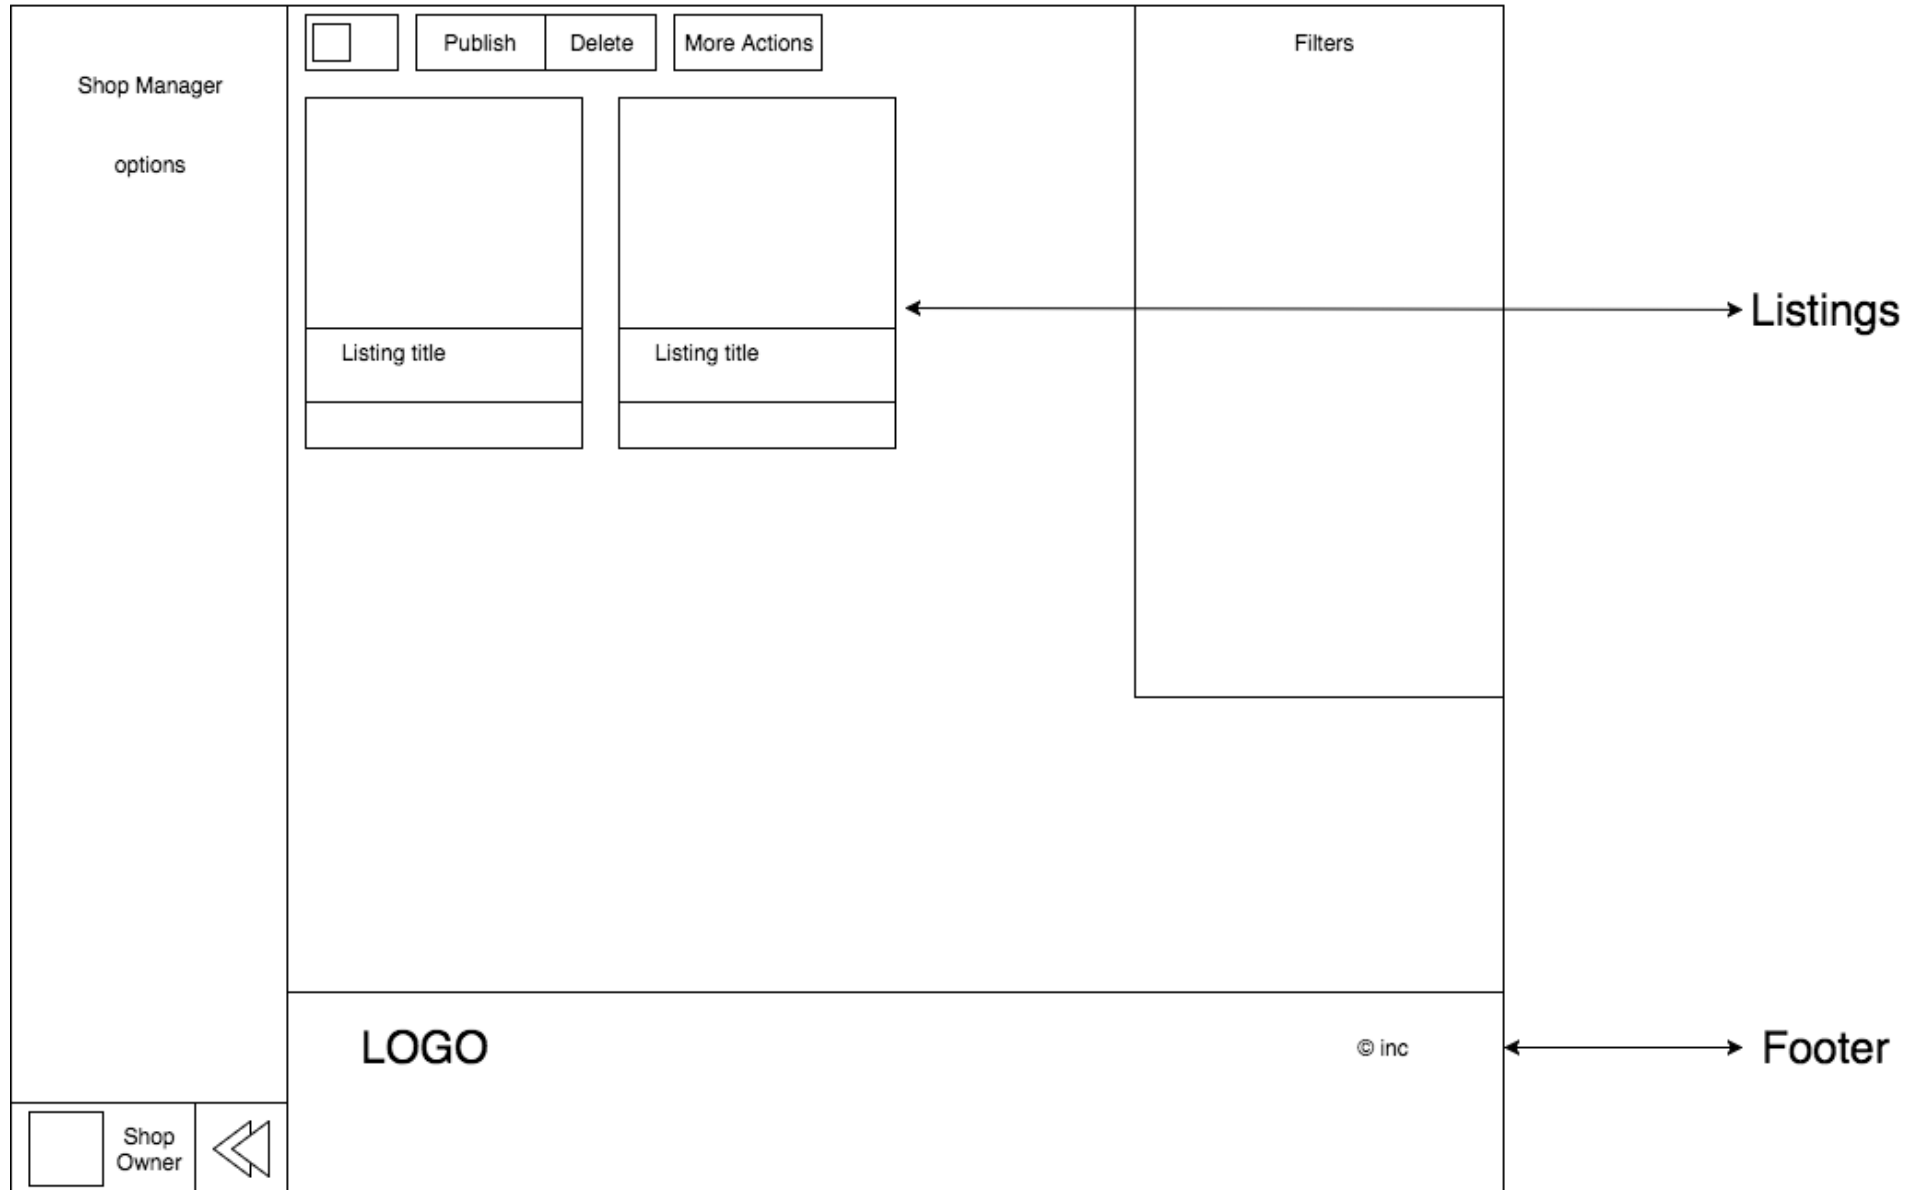 Shop Manager
options
Publish
Delete
More Actions
Filters
Listing title
Listing title
Listings
LOGO
© inc
Footer
Shop
Owner